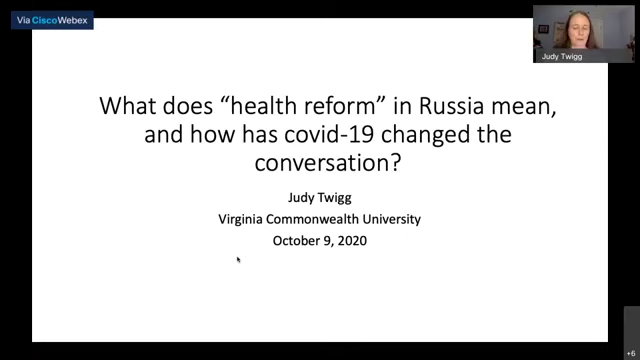 Via Cisco Webex
Judy Twigg
What does “health reform” in Russia mean,
and how has covid-19 changed the
conversation?
Judy Twigg
Virginia Commonwealth University
October 9, 2020
+6